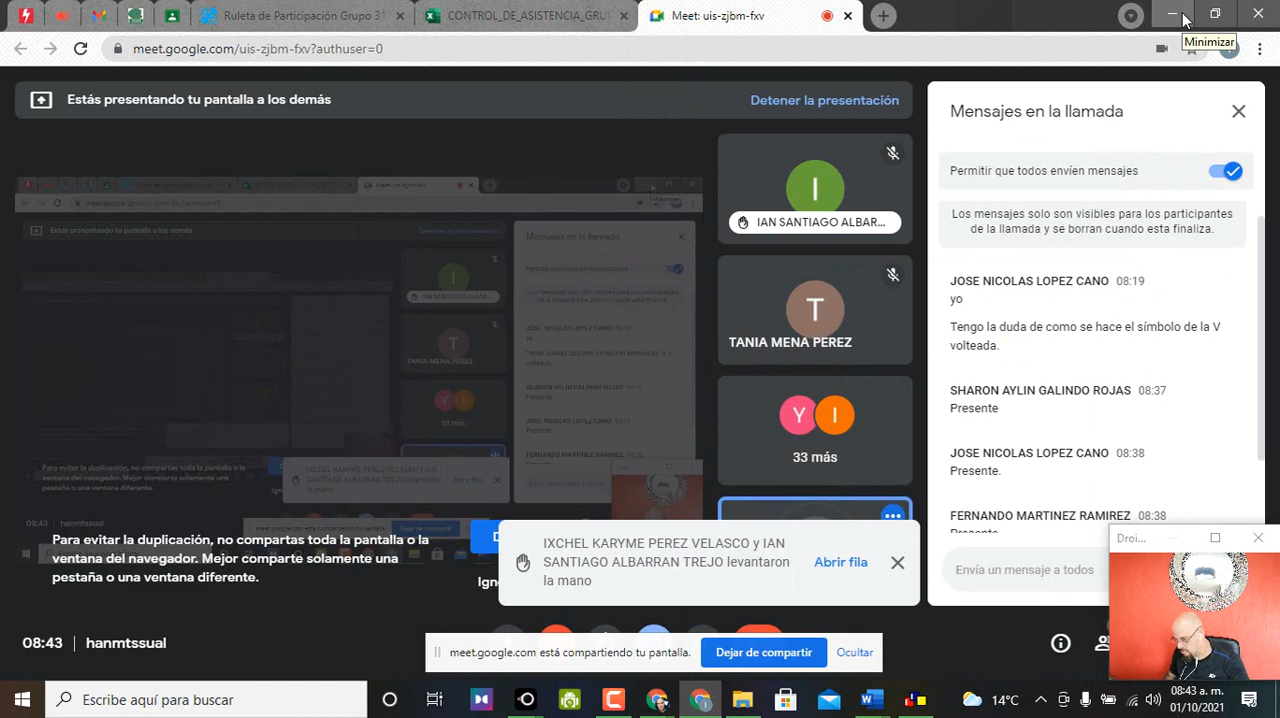 Ruleta de Participación Grupo 31
CONTROL_DE_ASISTENCIA_GRU
Meet: uis-zjbm-fxv
Minimizar
meet.google.com/uis-zjbm-fxv?authuser=0
Estás presentando tu pantalla a los demás
Detener la presentación
I
IAN SANTIAGO ALBAR...
T
TANIA MENA PEREZ
Y I
33 más
Mensajes en la llamada
Permitir que todos envíen mensajes
Los mensajes solo son visibles para los participantes
de la llamada y se borran cuando esta finaliza.
JOSE NICOLAS LOPEZ CANO 08:19
yo
Tengo la duda de como se hace el símbolo de la V
volteada.
SHARON AYLIN GALINDO ROJAS 08:37
Presente
JOSE NICOLAS LOPEZ CANO 08:38
Presente.
FERNANDO MARTINEZ RAMIREZ 08:38
Presente
Envía un mensaje a todos
Droi...
Para evitar la duplicación, no compartas toda la pantalla o la
ventana del navegador. Mejor comparte solamente una
pestaña o una ventana diferente.
IXCHEL KARYME PEREZ VELASCO y IAN
SANTIAGO ALBARRAN TREJO levantaron
la mano
Abrir fila
08:43 hanmtssual
meet.google.com está compartiendo tu pantalla.
Dejar de compartir
Ocultar
Escribe aquí para buscar
14°C
08:43 a. m.
01/10/2021